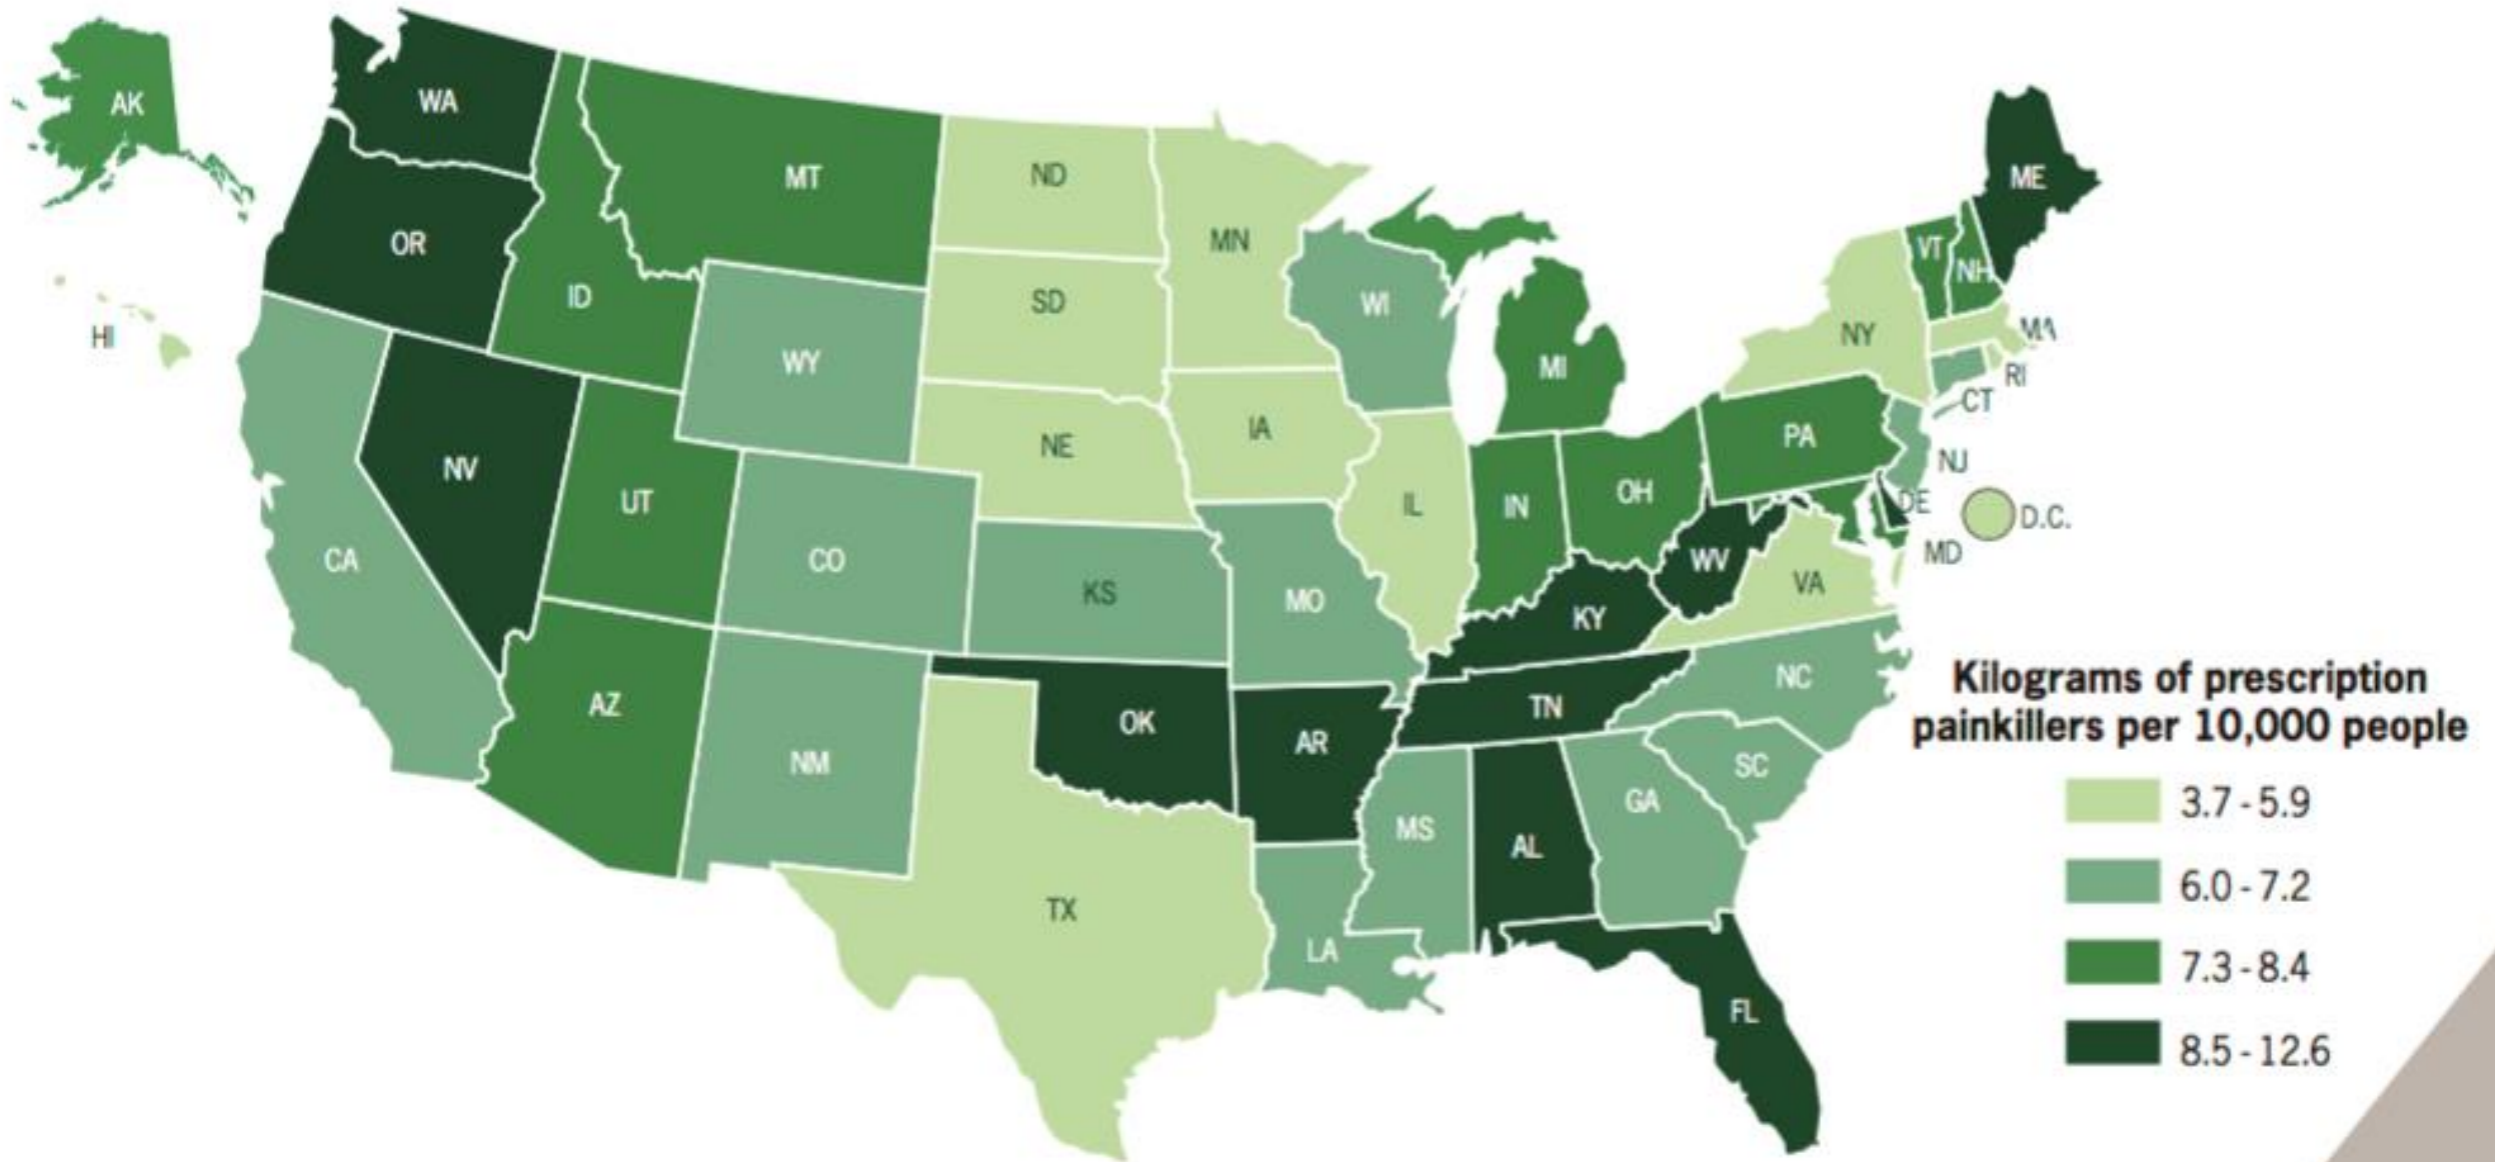 AK
WA
MT
ND
MN
ME
OR
ID
SD
WI
VT
NH
HI
WY
MI
NY
MA
RI
CT
NV
UT
NE
IA
PA
NJ
CA
CO
KS
MO
IL
IN
OH
WV
DE
D.C.
MD
VA
KY
AZ
NM
OK
AR
TN
NC
SC
TX
LA
MS
AL
GA
FL
Kilograms of prescription
painkillers per 10,000 people
3.7 - 5.9
6.0 - 7.2
7.3 - 8.4
8.5 - 12.6